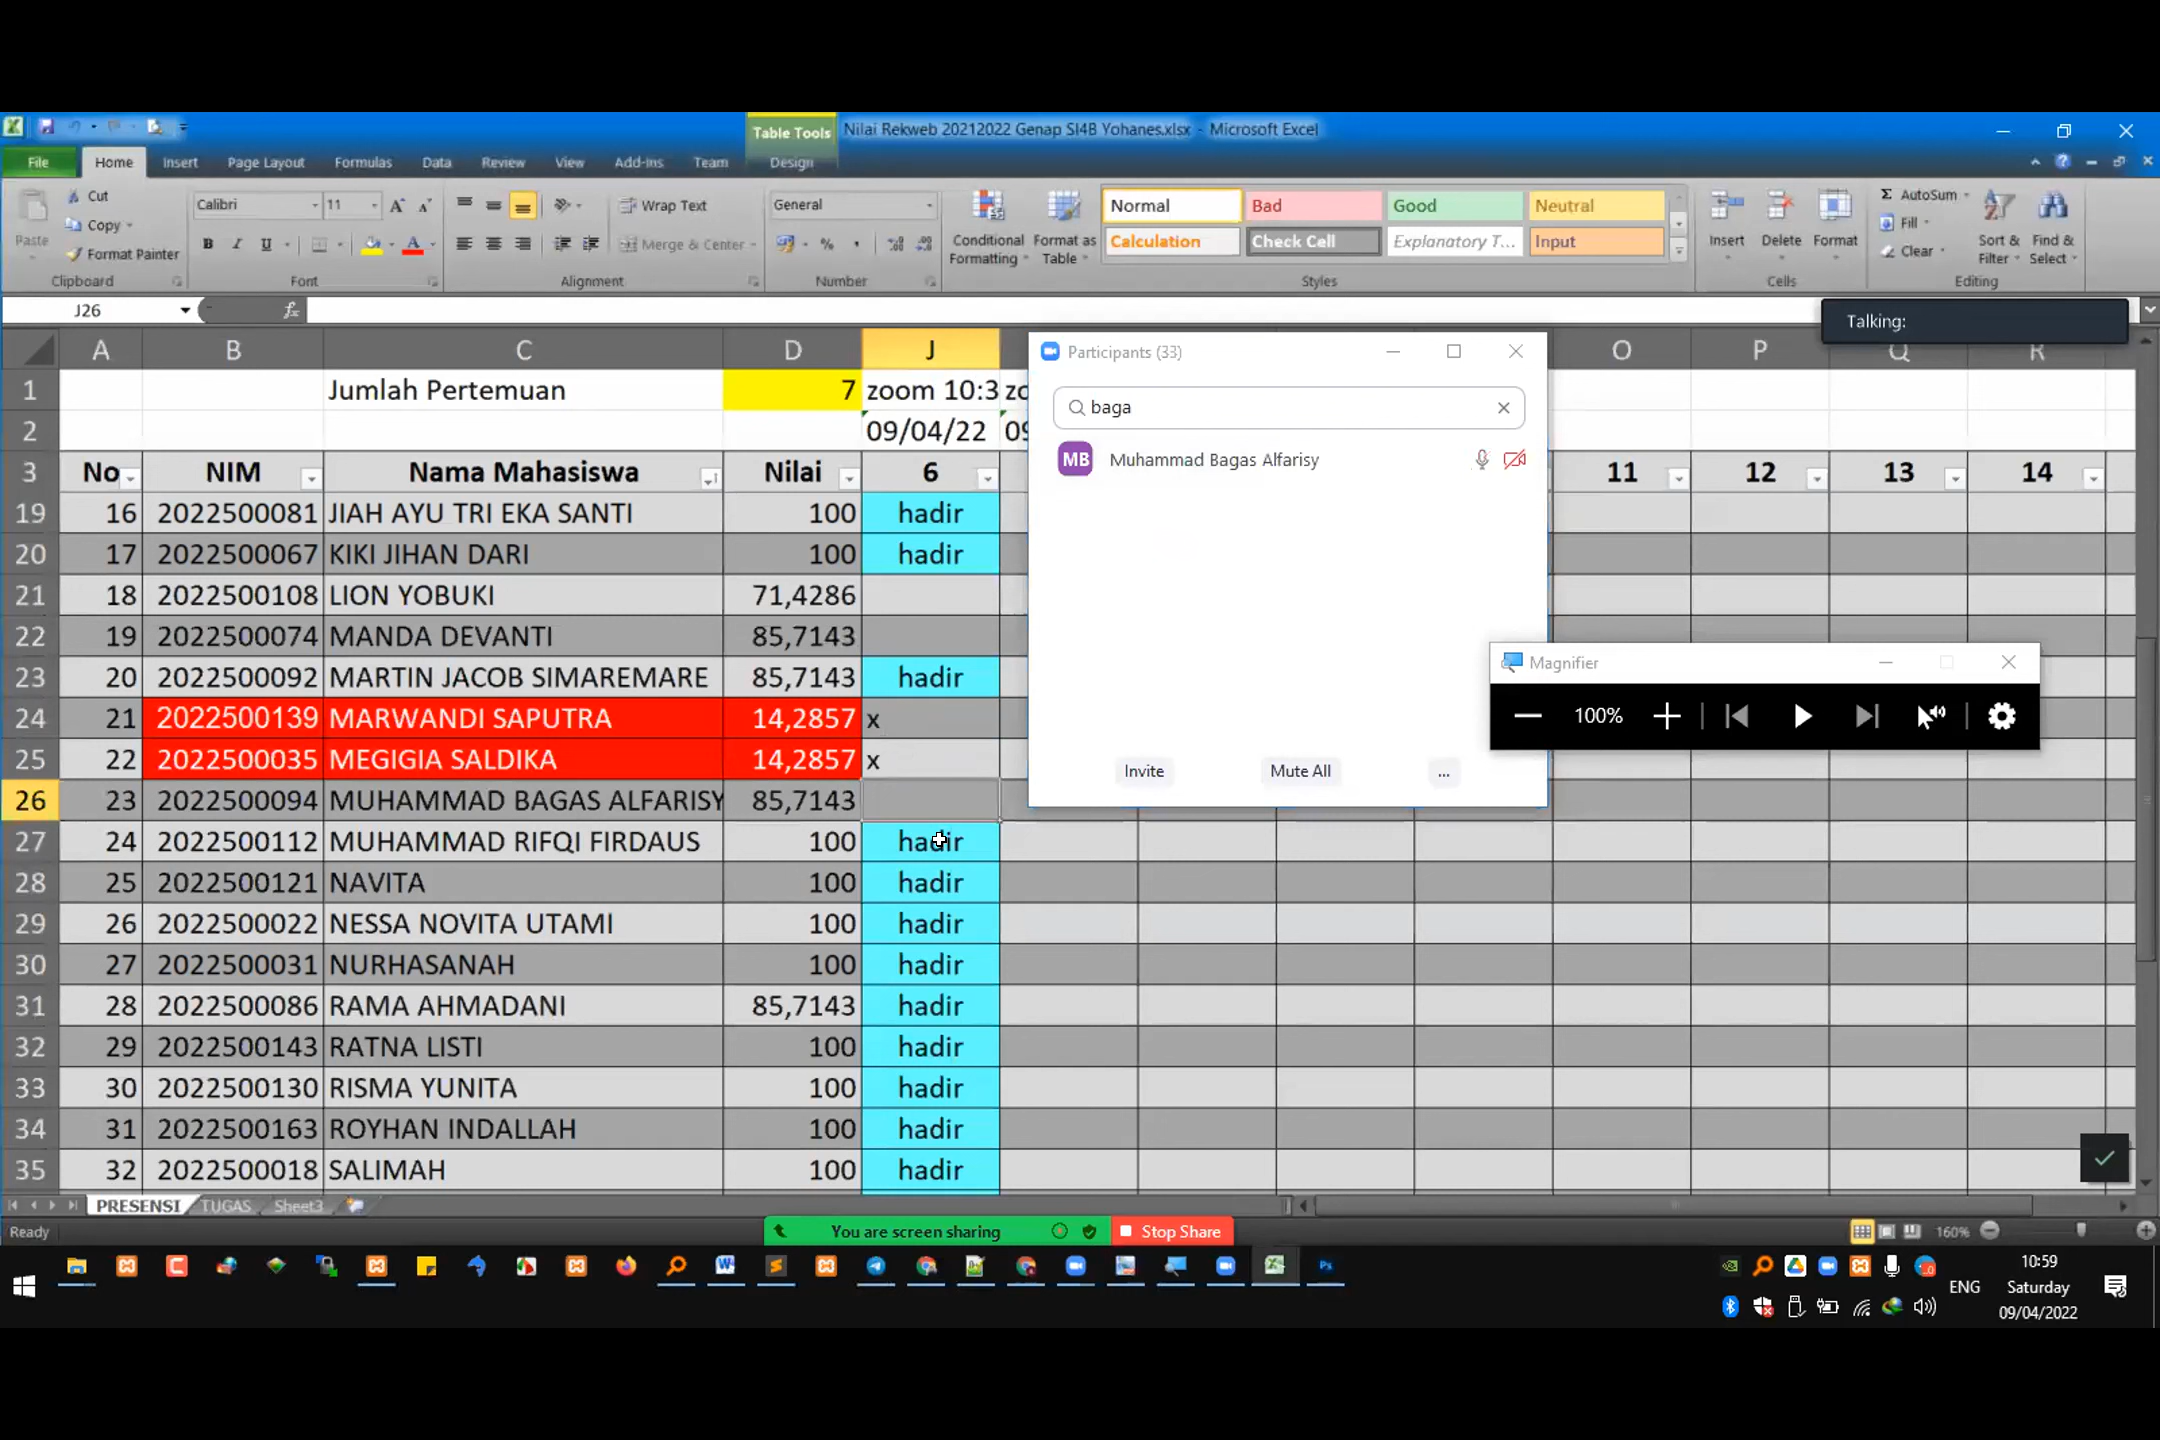 Table Tools
Nilai Rekweb 20212022 Genap SI4B Yohanes.xlsx - Microsoft Excel
File Home Insert Page Layout Formulas Data Review View Add-Ins Team Design
Cut
Copy
Format Painter
Paste
Calibri 11
Wrap Text
Merge & Center
General
Conditional Formatting
Format as Table
Normal Bad Good Neutral
Calculation Check Cell Explanatory T... Input
Insert Delete Format
AutoSum
Fill
Clear
Sort & Filter
Find & Select
Clipboard Font Alignment Number Styles Cells Editing
J26
fx
Talking:
A B C D J O P Q R
1 Jumlah Pertemuan 7 zoom 10:3 zo
2 09/04/22 09
3 No NIM Nama Mahasiswa Nilai 6 11 12 13 14
19 16 2022500081 JIAH AYU TRI EKA SANTI 100 hadir
20 17 2022500067 KIKI JIHAN DARI 100 hadir
21 18 2022500108 LION YOBUKI 71,4286
22 19 2022500074 MANDA DEVANTI 85,7143
23 20 2022500092 MARTIN JACOB SIMAREMARE 85,7143 hadir
24 21 2022500139 MARWANDI SAPUTRA 14,2857 x
25 22 2022500035 MEGIGIA SALDIKA 14,2857 x
26 23 2022500094 MUHAMMAD BAGAS ALFARISY 85,7143
27 24 2022500112 MUHAMMAD RIFQI FIRDAUS 100 hadir
28 25 2022500121 NAVITA 100 hadir
29 26 2022500022 NESSA NOVITA UTAMI 100 hadir
30 27 2022500031 NURHASANAH 100 hadir
31 28 2022500086 RAMA AHMADANI 85,7143 hadir
32 29 2022500143 RATNA LISTI 100 hadir
33 30 2022500130 RISMA YUNITA 100 hadir
34 31 2022500163 ROYHAN INDALLAH 100 hadir
35 32 2022500018 SALIMAH 100 hadir
Participants (33)
baga
MB Muhammad Bagas Alfarisy
Invite Mute All ...
Magnifier
100%
PRESENSI TUGAS Sheet3
Ready
You are screen sharing
Stop Share
160%
ENG
10:59
Saturday
09/04/2022